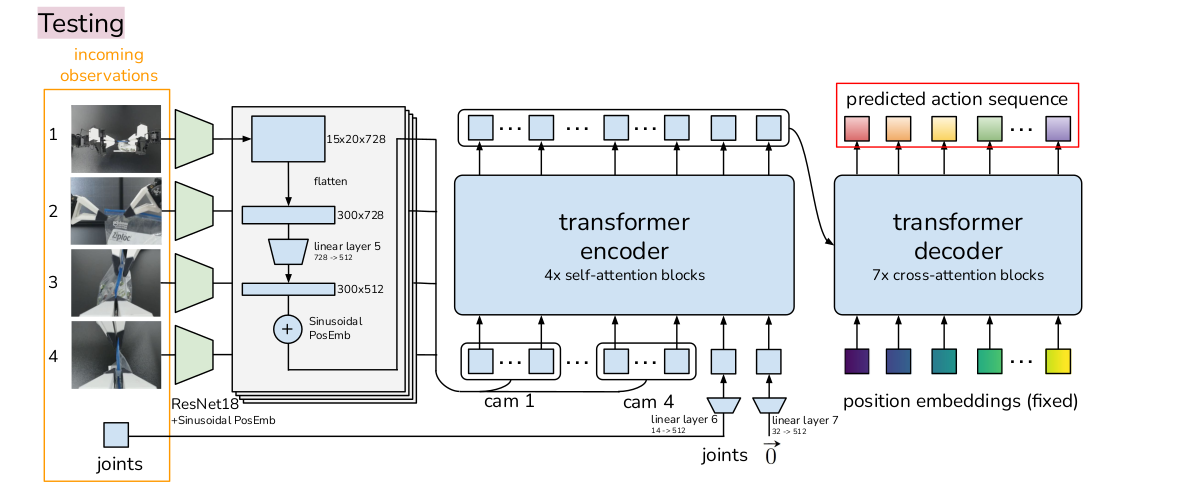 Testing
incoming
observations
1
2
3
4
ziploc
joints
ResNet18
+Sinusoidal PosEmb
15x20x728
flatten
300x728
linear layer 5
728 -> 512
300x512
+
Sinusoidal
PosEmb
... ... ...
transformer
encoder
4x self-attention blocks
... ... ...
cam 1
cam 4
linear layer 6
14 -> 512
linear layer 7
32 -> 512
joints
0
predicted action sequence
...
transformer
decoder
7x cross-attention blocks
...
position embeddings (fixed)